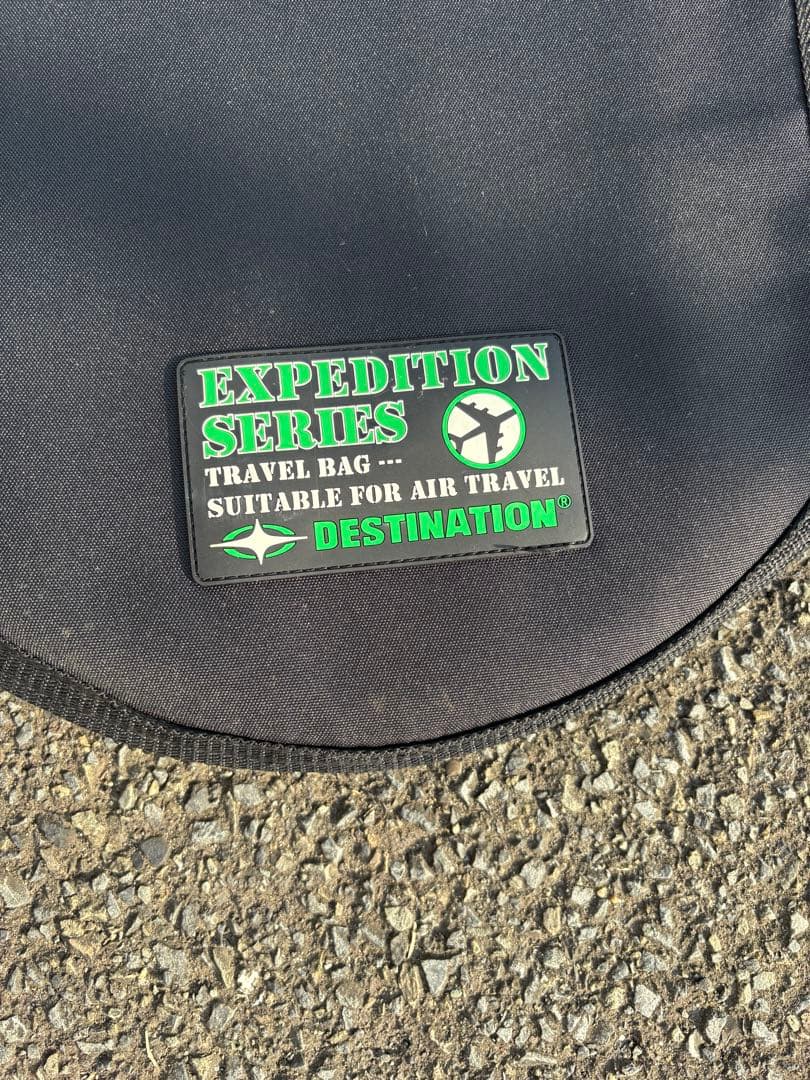 EXPEDITION
SERIES
TRAVEL BAG ---
SUITABLE FOR AIR TRAVEL
DESTINATION®